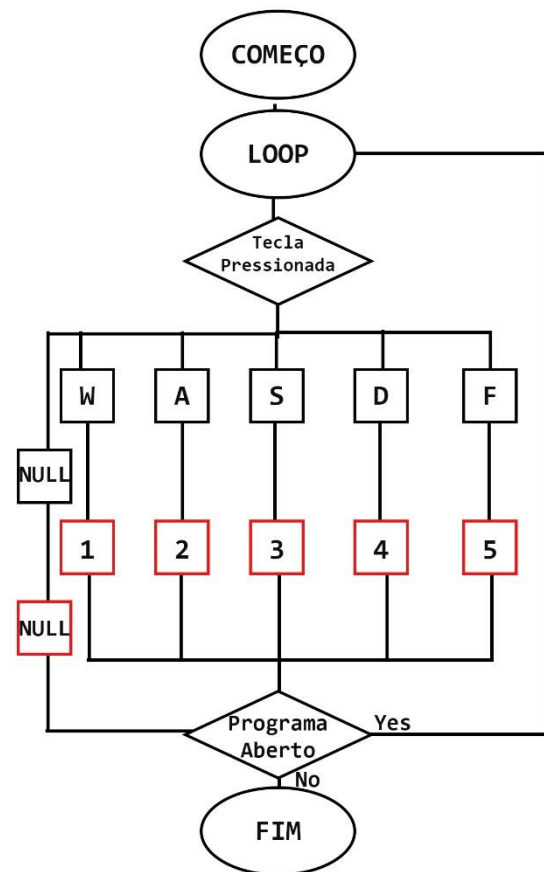 COMEÇO
LOOP
Tecla
Pressionada
W A S D F
NULL
1 2 3 4 5
NULL
Programa
Aberto
Yes
No
FIM